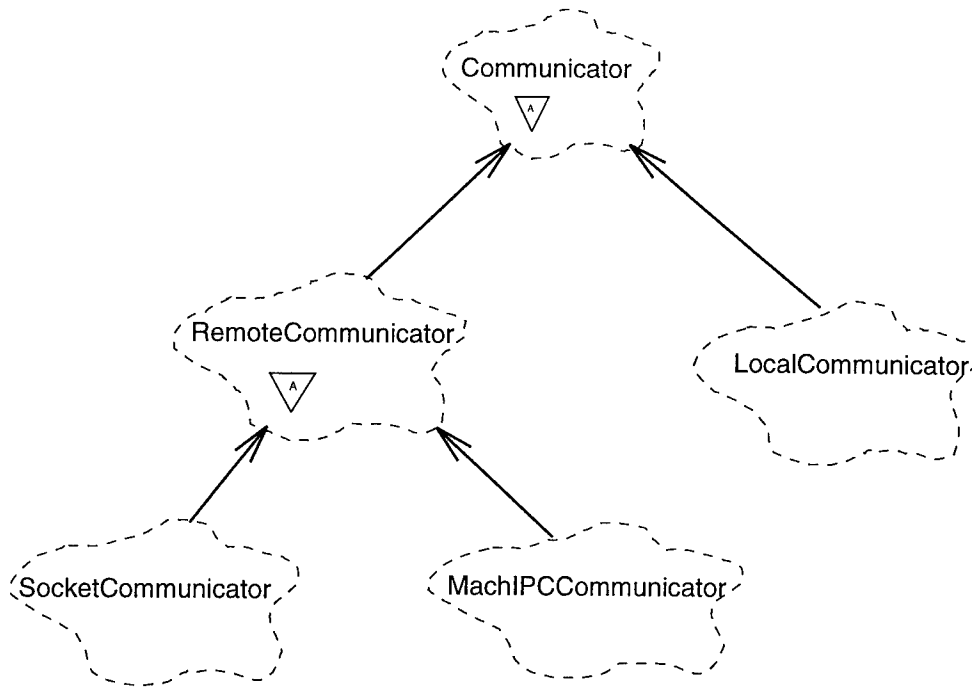 Communicator
A
RemoteCommunicator
A
LocalCommunicator
SocketCommunicator
MachIPCCommunicator